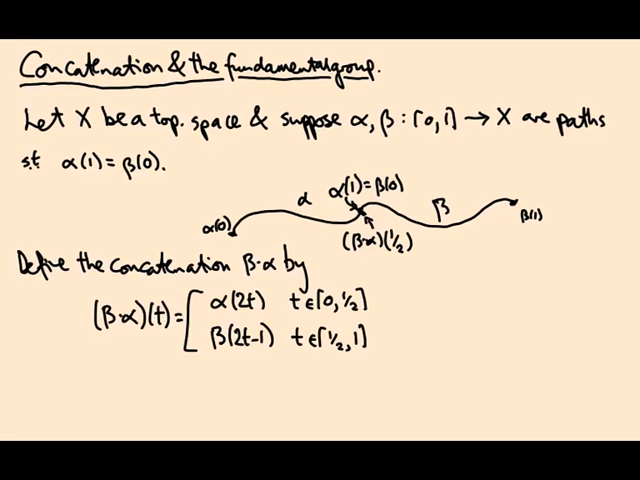 Concatenation & the fundamental group.
Let X be a top. space & suppose α, β : [0, 1] → X are paths
s.t. α(1) = β(0).
α
α(1) = β(0)
β
α(0)
β(1)
(β·α)(1/2)
Define the concatenation β·α by
(β·α)(t) = [ α(2t) t ∈ [0, 1/2]
β(2t-1) t ∈ [1/2, 1]